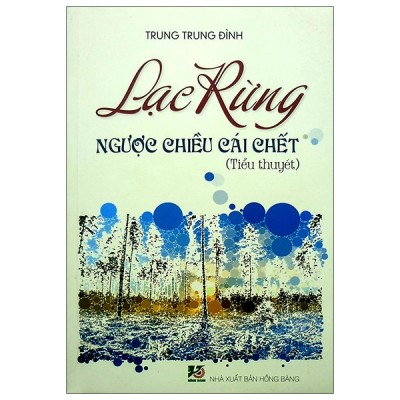 TRUNG TRUNG ĐỈNH
Lạc Rừng
NGƯỢC CHIỀU CÁI CHẾT
(Tiểu thuyết)
NHÀ XUẤT BẢN HỒNG BÀNG